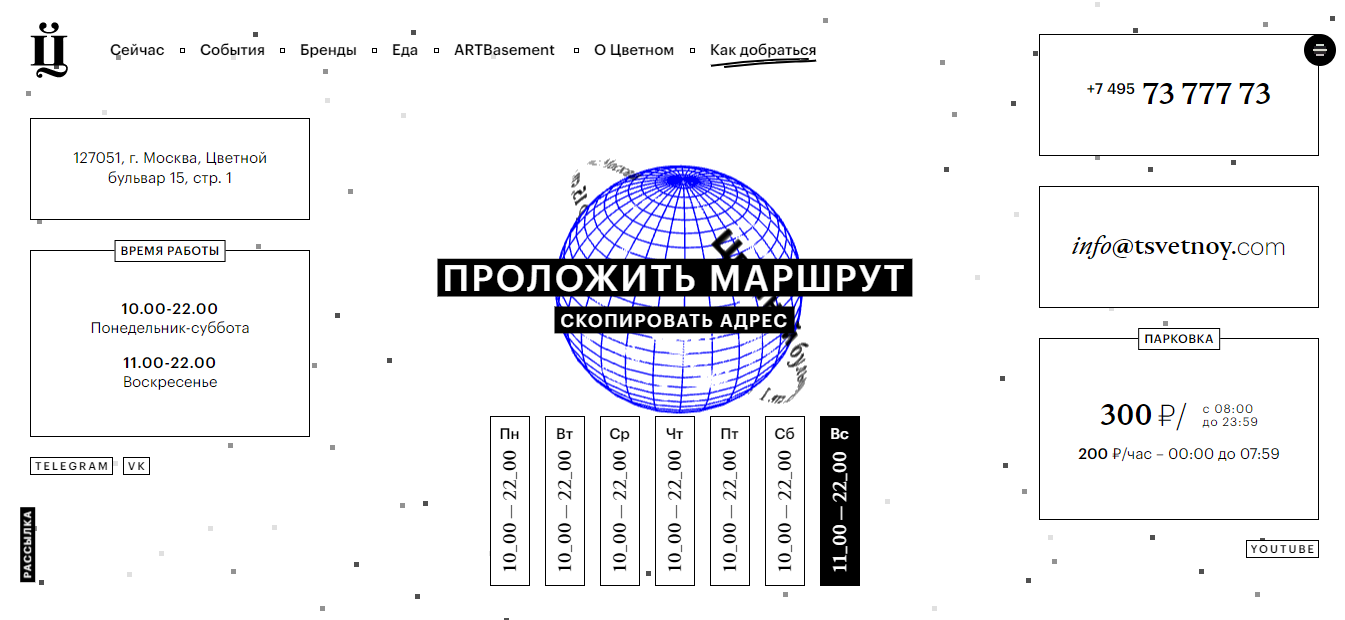 Ц
Сейчас
События
Бренды
Еда
ARTBasement
О Цветном
Как добраться
127051, г. Москва, Цветной
бульвар 15, стр. 1
ВРЕМЯ РАБОТЫ
10.00-22.00
Понедельник-суббота
11.00-22.00
Воскресенье
TELEGRAM
VK
РАССЫЛКА
ПРОЛОЖИТЬ МАРШРУТ
СКОПИРОВАТЬ АДРЕС
Пн
10_00 — 22_00
Вт
10_00 — 22_00
Ср
10_00 — 22_00
Чт
10_00 — 22_00
Пт
10_00 — 22_00
Сб
10_00 — 22_00
Вс
11_00 — 22_00
+7 495 73 777 73
info@tsvetnoy.com
ПАРКОВКА
300 ₽/ с 08:00
до 23:59
200 ₽/час – 00:00 до 07:59
YOUTUBE